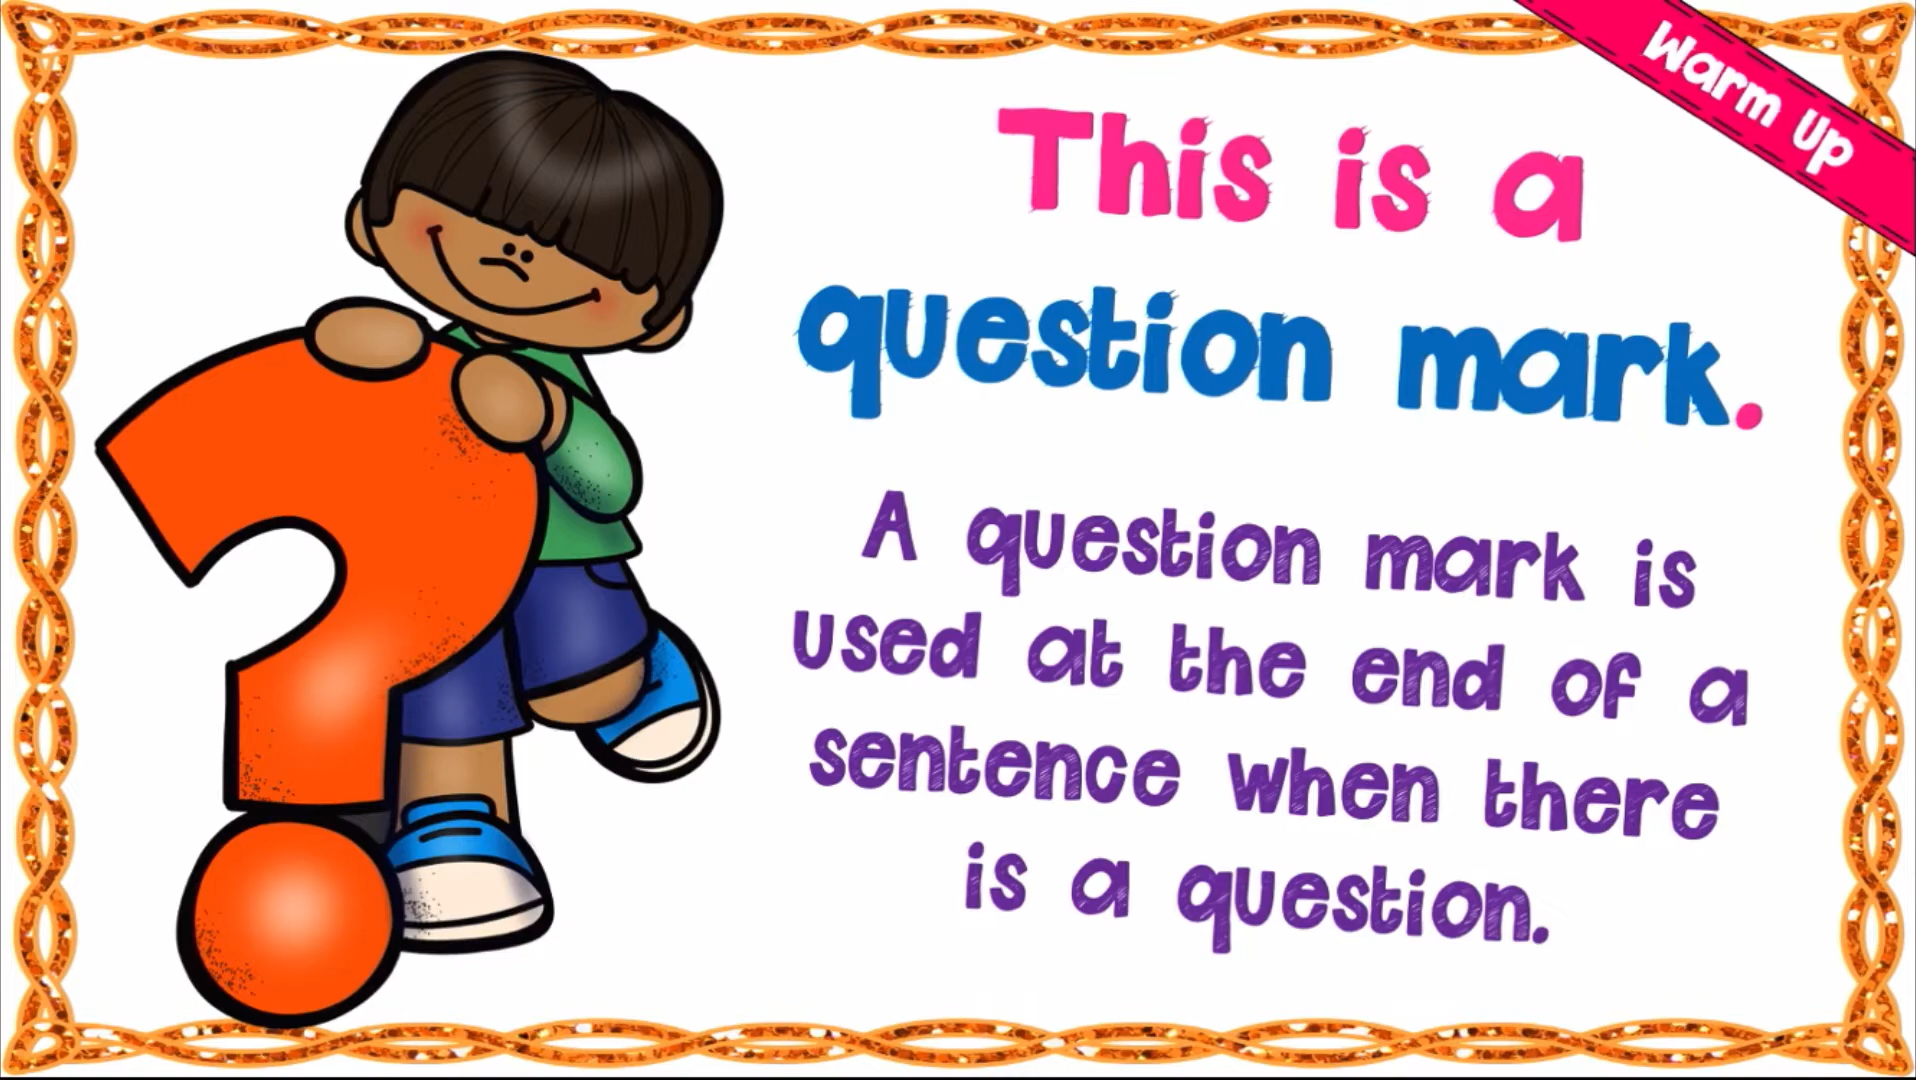 Warm Up
This is a
question mark.
A question mark is
used at the end of a
sentence when there
is a question.